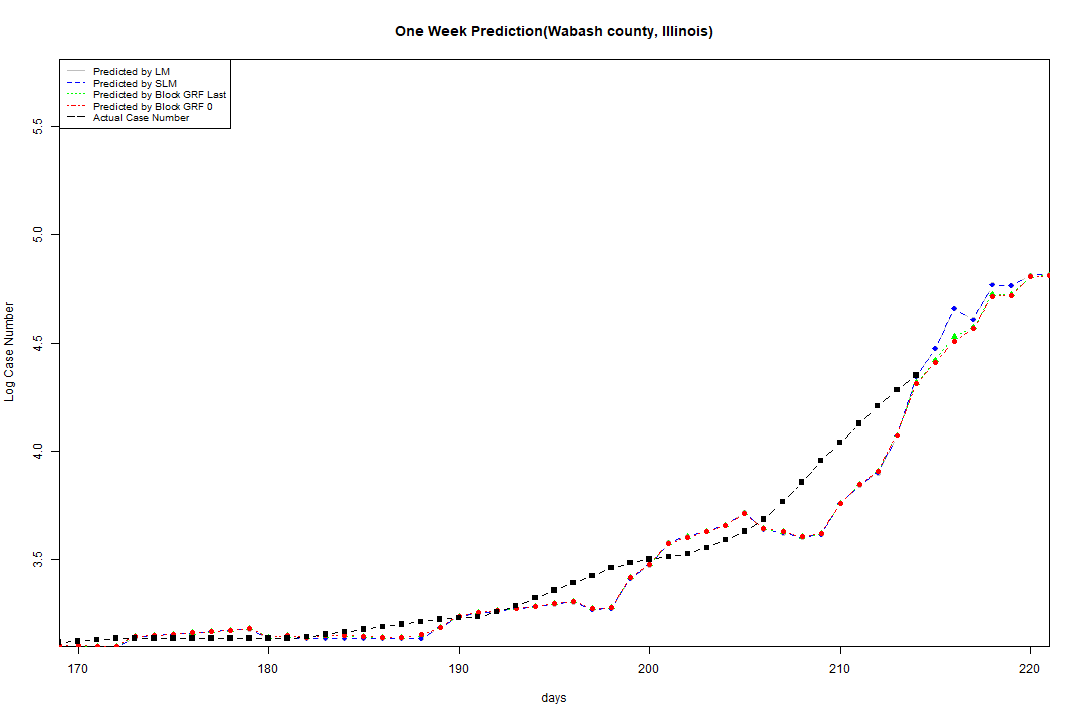 One Week Prediction(Wabash county, Illinois)
Predicted by LM
Predicted by SLM
Predicted by Block GRF Last
Predicted by Block GRF 0
Actual Case Number
5.5
5.0
4.5
4.0
3.5
Log Case Number
170 180 190 200 210 220
days